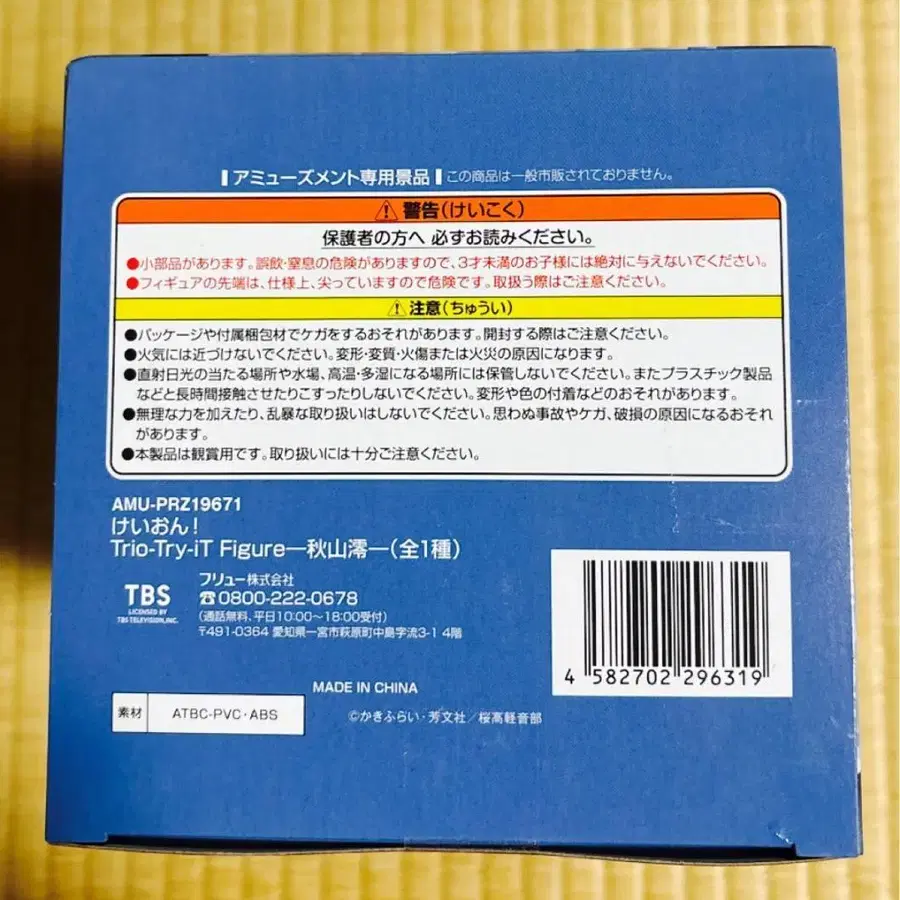 アミューズメント専用景品 この商品は一般市販されておりません。
警告(けいこく)
保護者の方へ 必ずお読みください。
●小部品があります。誤飲・窒息の危険がありますので、3才未満のお子様には絶対に与えないでください。
●フィギュアの先端は、仕様上、尖っていますので危険です。取扱う際はご注意ください。
注意(ちゅうい)
●パッケージや付属梱包材でケガをするおそれがあります。開封する際はご注意ください。
●火気には近づけないでください。変形・変質・火傷または火災の原因になります。
●直射日光の当たる場所や水場、高温・多湿になる場所には保管しないでください。またプラスチック製品
などと長時間接触させたりこすったりしないでください。変形や色の付着などのおそれがあります。
●無理な力を加えたり、乱暴な取り扱いはしないでください。思わぬ事故やケガ、破損の原因になるおそれ
があります。
●本製品は観賞用です。取り扱いには十分ご注意ください。
AMU-PRZ19671
けいおん!
Trio-Try-iT Figure―秋山澪―(全1種)
TBS
LICENSED BY
TBS TELEVISION,INC.
フリュー株式会社
☎0800-222-0678
(通話無料、平日10:00~18:00受付)
〒491-0364 愛知県一宮市萩原町中島字流3-1 4階
4 582702 296319
MADE IN CHINA
素材 ATBC-PVC・ABS
©かきふらい・芳文社/桜高軽音部